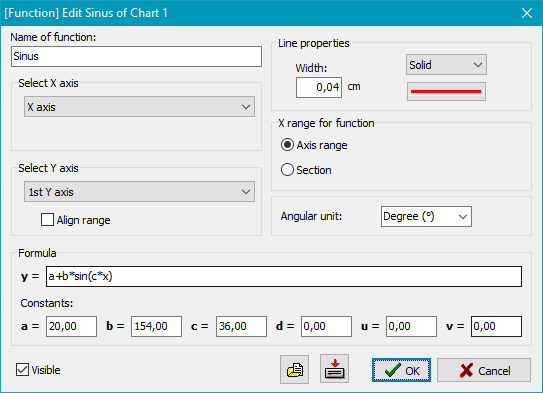 [Function] Edit Sinus of Chart 1
Name of function:
Sinus
Select X axis
X axis
Select Y axis
1st Y axis
Align range
Line properties
Width:
0,04 cm
Solid
X range for function
Axis range
Section
Angular unit: Degree (°)
Formula
y = a+b*sin(c*x)
Constants:
a = 20,00 b = 154,00 c = 36,00 d = 0,00 u = 0,00 v = 0,00
Visible OK Cancel